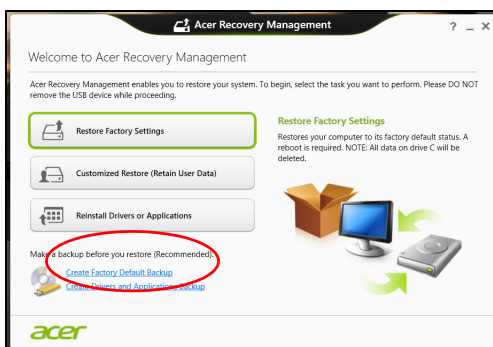 Acer Recovery Management
? _ X
Welcome to Acer Recovery Management
Acer Recovery Management enables you to restore your system. To begin, select the task you want to perform. Please DO NOT
remove the USB device while proceeding.
Restore Factory Settings
Customized Restore (Retain User Data)
Reinstall Drivers or Applications
Restore Factory Settings
Restores your computer to its factory default status. A
reboot is required. NOTE: All data on drive C will be
deleted.
Make a backup before you restore (Recommended).
Create Factory Default Backup
Create Drivers and Applications Backup
acer